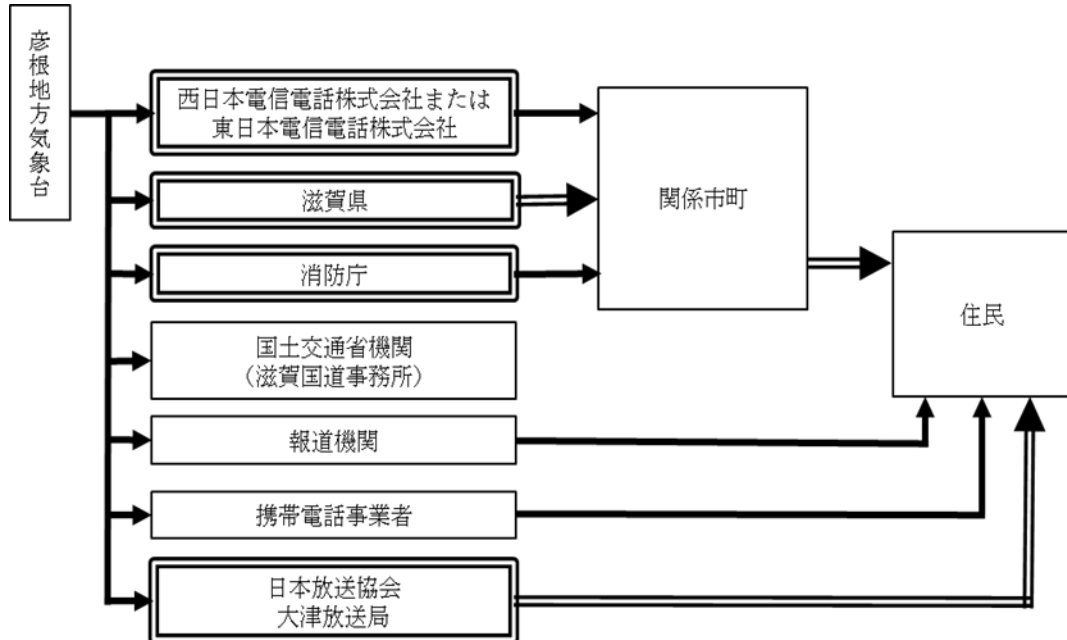 彦根地方気象台
西日本電信電話株式会社または
東日本電信電話株式会社
滋賀県
消防庁
国土交通省機関
（滋賀国道事務所）
報道機関
携帯電話事業者
日本放送協会
大津放送局
関係市町
住民